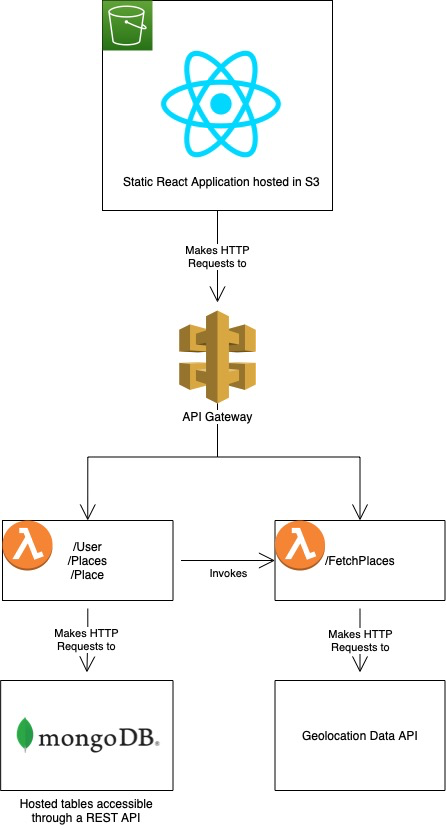 Static React Application hosted in S3
Makes HTTP
Requests to
API Gateway
/User
/Places
/Place
Invokes
/FetchPlaces
Makes HTTP
Requests to
Makes HTTP
Requests to
mongoDB®
Geolocation Data API
Hosted tables accessible
through a REST API